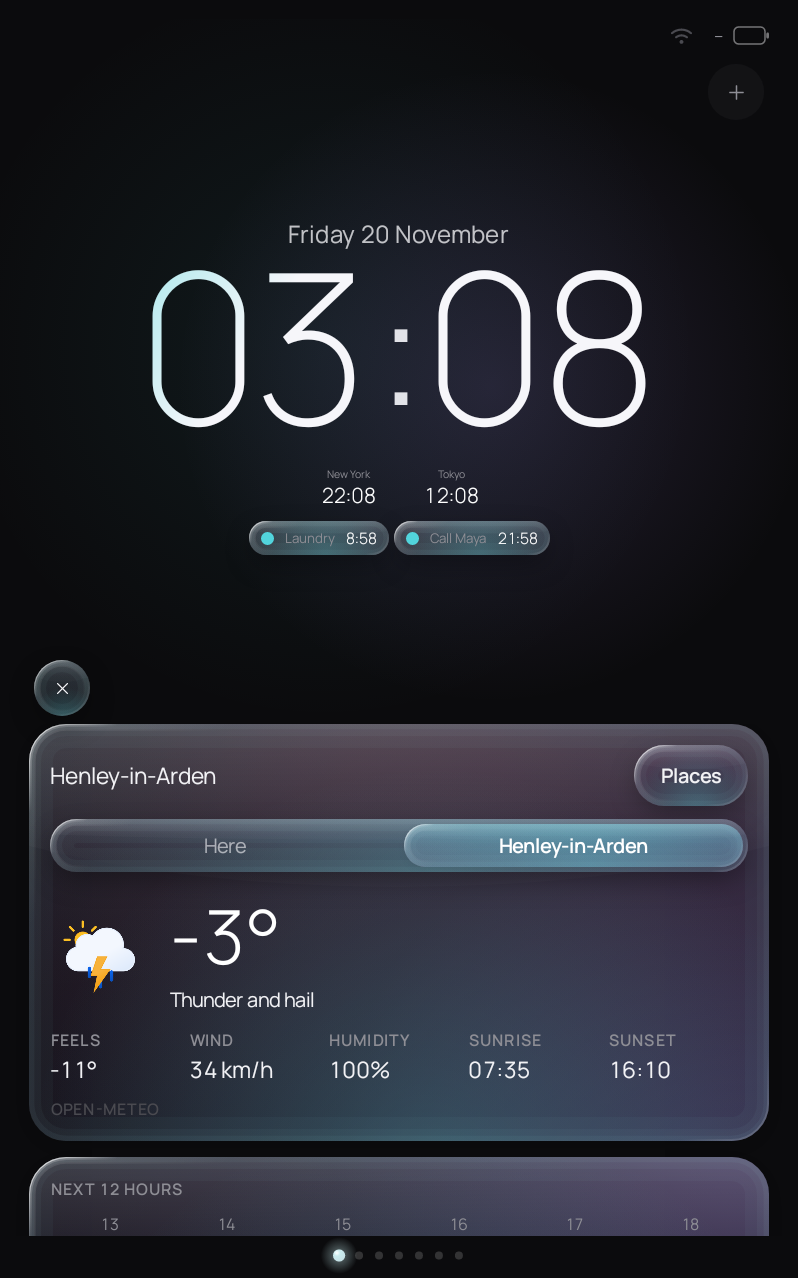 –
Friday 20 November
03:08
New York Tokyo
22:08 12:08
Laundry 8:58 Call Maya 21:58
Henley-in-Arden Places
Here Henley-in-Arden
-3°
Thunder and hail
FEELS WIND HUMIDITY SUNRISE SUNSET
-11° 34 km/h 100% 07:35 16:10
OPEN-METEO
NEXT 12 HOURS
13 14 15 16 17 18